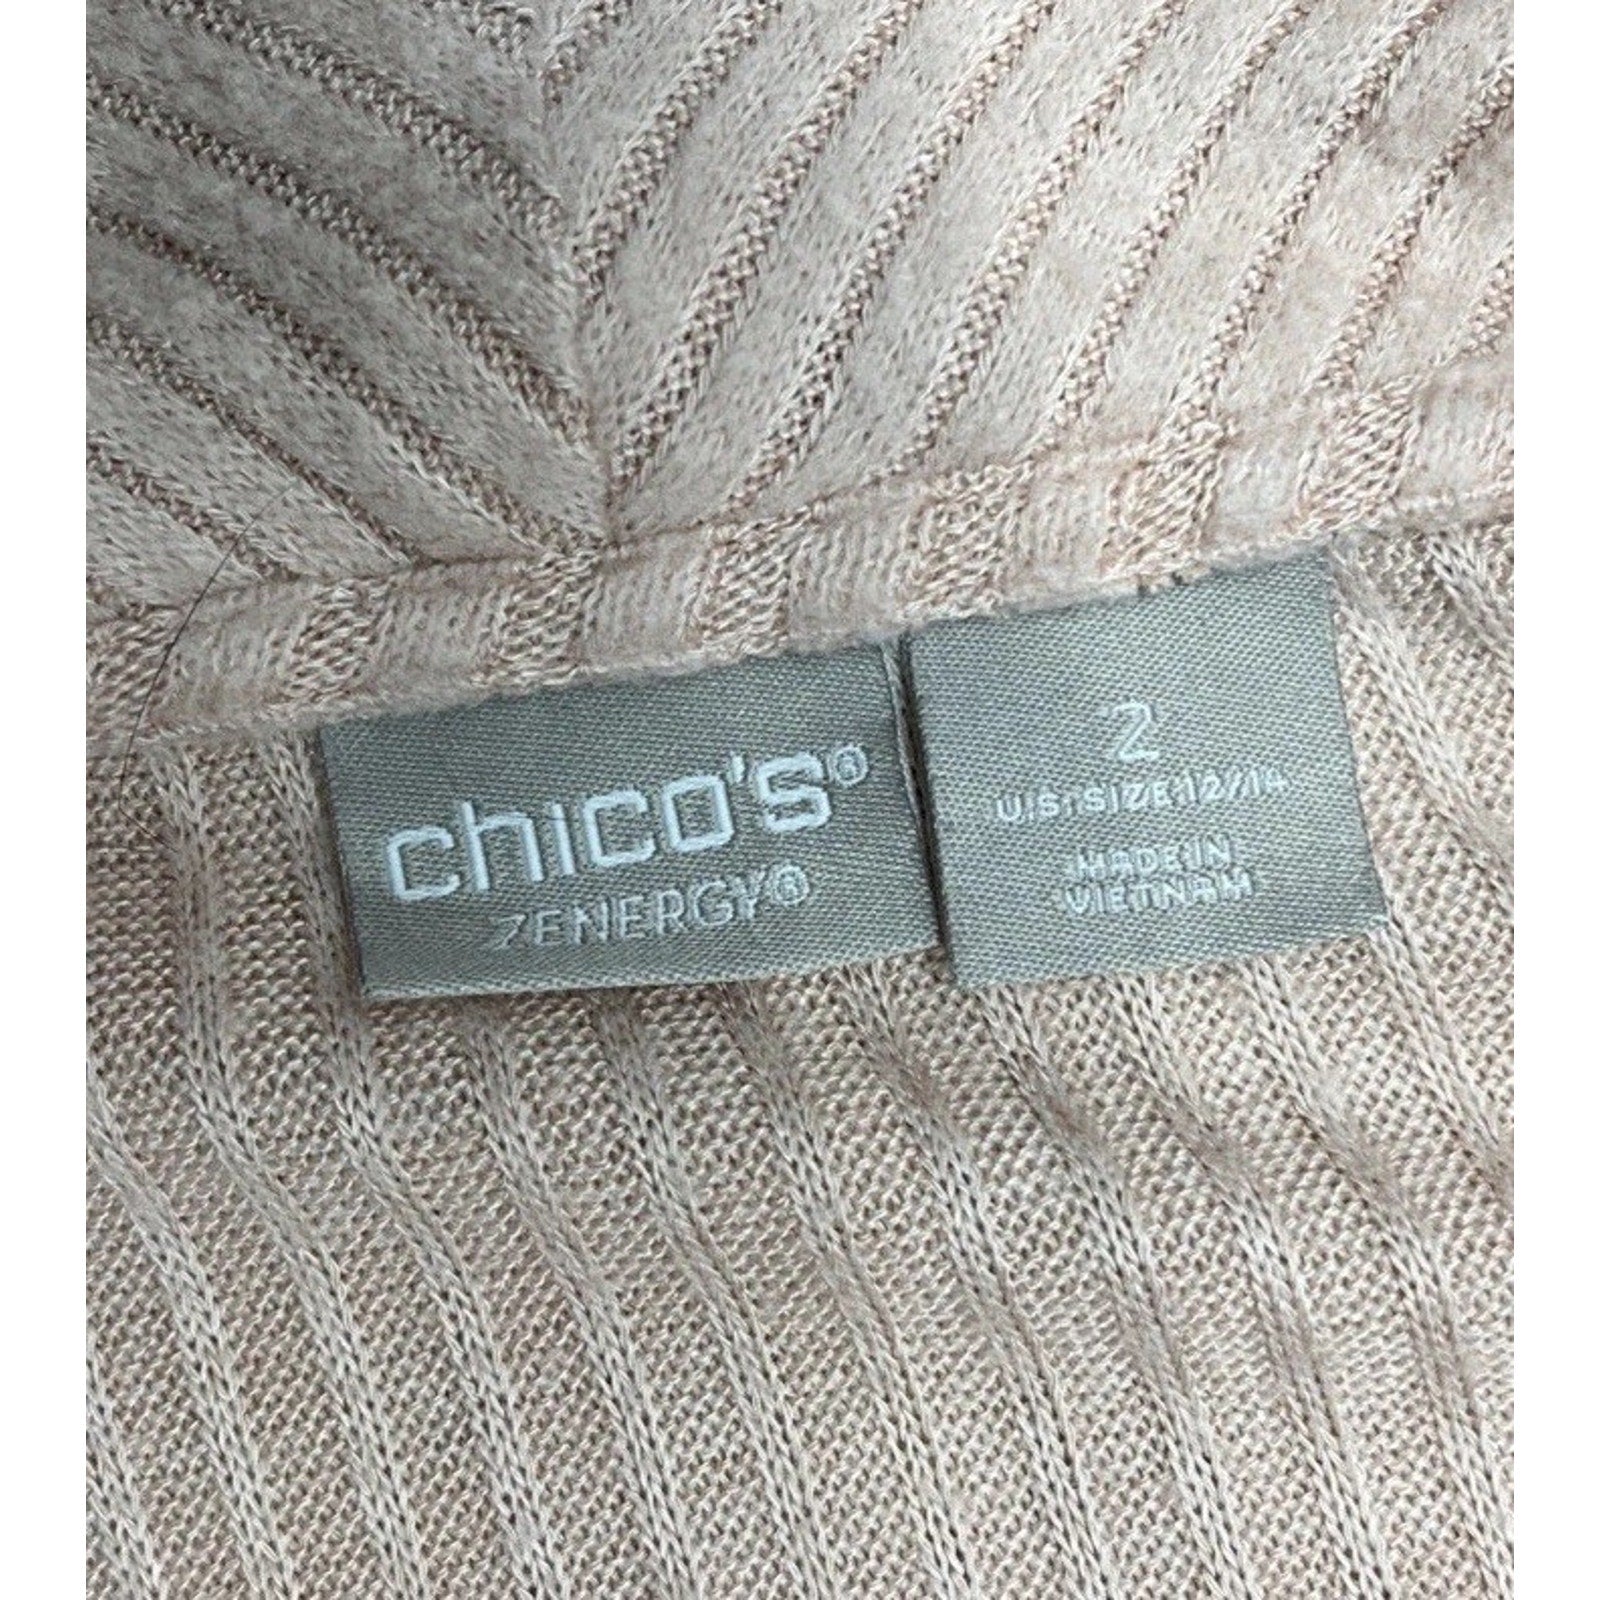 chico's®
ZENERGY®
2
U.S. SIZE 12/14
MADE IN
VIETNAM